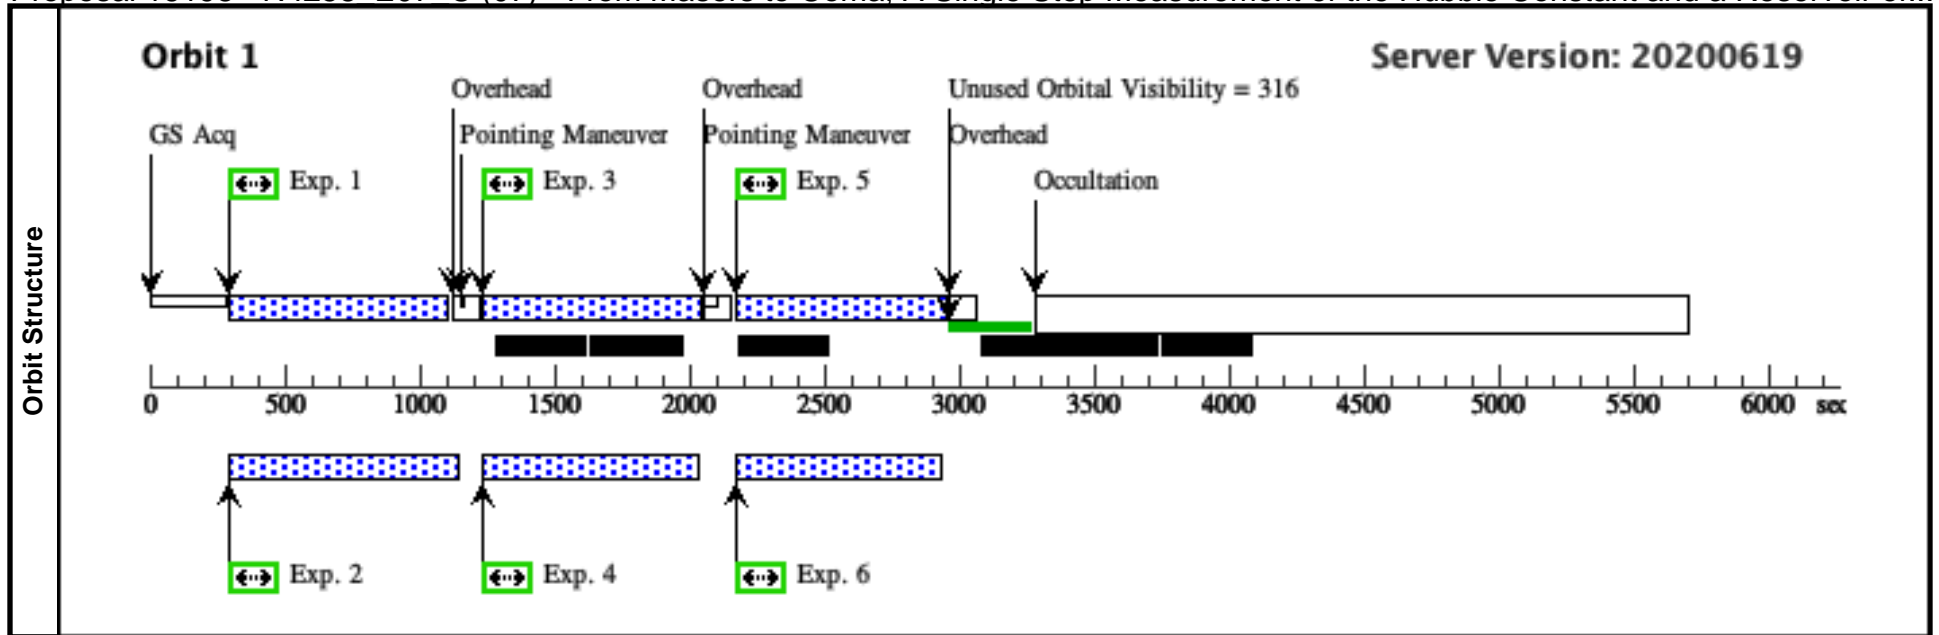 Orbit 1
Server Version: 20200619
Overhead
Overhead
Unused Orbital Visibility = 316
GS Acq
Pointing Maneuver
Pointing Maneuver
Overhead
Exp. 1
Exp. 3
Exp. 5
Occultation
Orbit Structure
0 500 1000 1500 2000 2500 3000 3500 4000 4500 5000 5500 6000 sec
Exp. 2
Exp. 4
Exp. 6